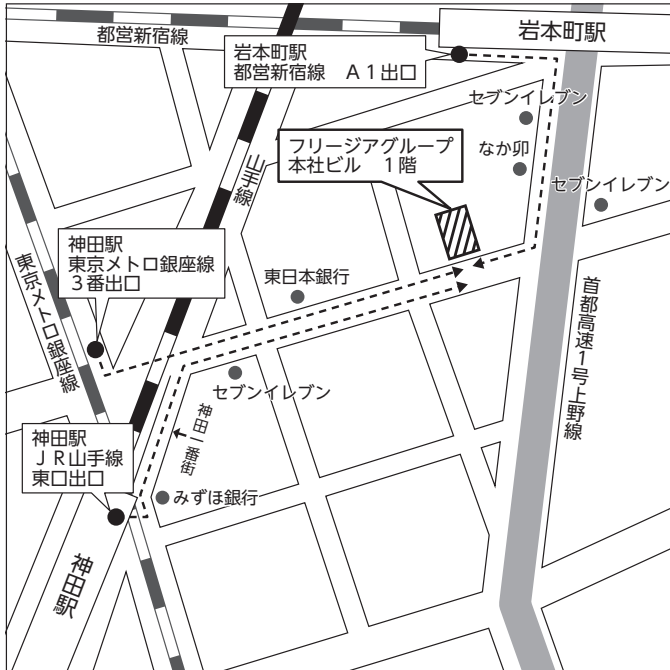 岩本町駅
都営新宿線
岩本町駅
都営新宿線　Ａ１出口
セブンイレブン
フリージアグループ
本社ビル　１階
なか卯
山手線
セブンイレブン
神田駅
東京メトロ銀座線
３番出口
東京メトロ銀座線
東日本銀行
首都高速１号上野線
セブンイレブン
神田一番街
神田駅
ＪＲ山手線
東口出口
みずほ銀行
神田駅